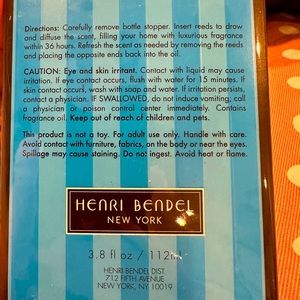 Directions: Carefully remove bottle stopper. Insert reeds to draw
and diffuse the scent, filling your home with luxurious fragrance
within 36 hours. Refresh the scent as needed by removing the reeds
and placing the opposite ends back into the oil.
CAUTION: Eye and skin irritant. Contact with liquid may cause
irritation. If eye contact occurs, flush with water for 15 minutes. If
skin contact occurs, wash with soap and water. If irritation persists,
contact a physician. IF SWALLOWED, do not induce vomiting; call
a physician or poison control center immediately. Contains
fragrance oil. Keep out of reach of children and pets.
This product is not a toy. For adult use only. Handle with care.
Avoid contact with furniture, fabrics, on the body or near the eyes.
Spillage may cause staining. Do not ingest. Avoid heat or flame.
HENRI BENDEL
NEW YORK
3.8 fl oz / 112ml
HENRI BENDEL DIST.
712 FIFTH AVENUE
NEW YORK, NY 10019